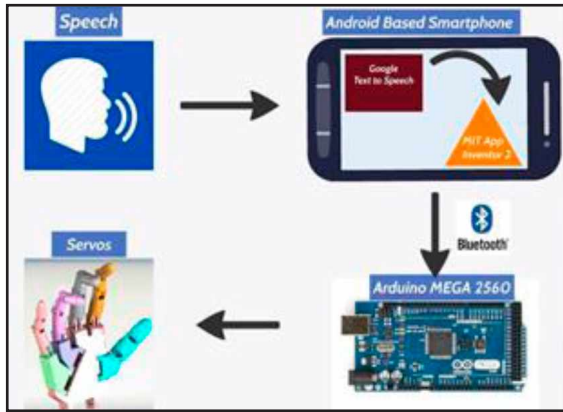 Speech
Android Based Smartphone
Google
Text to Speech
MIT App
Inventor 2
Bluetooth
Servos
Arduino MEGA 2560